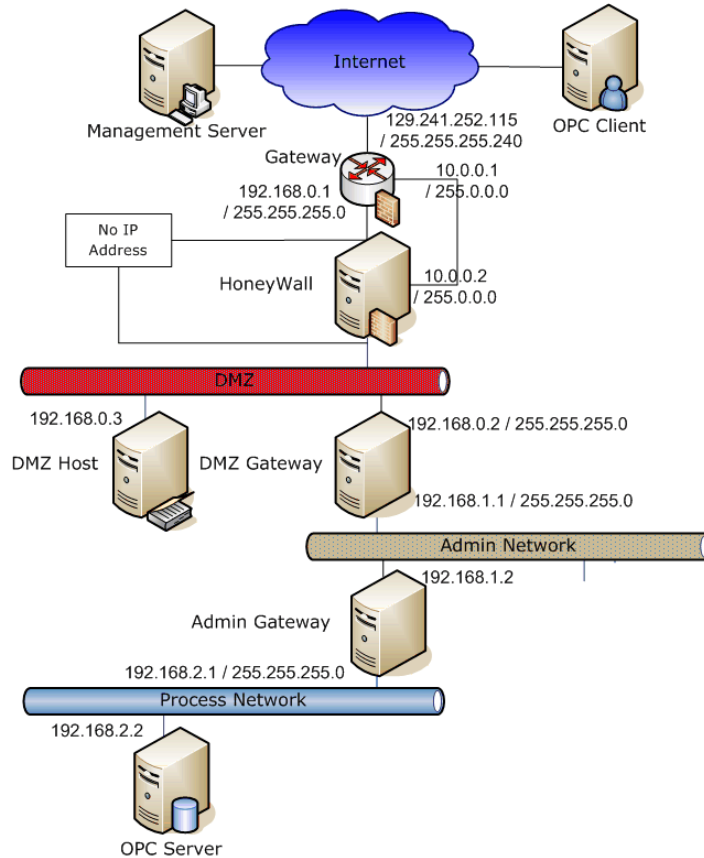 Internet
Management Server
OPC Client
129.241.252.115
/ 255.255.255.240
Gateway
10.0.0.1
/ 255.0.0.0
192.168.0.1
/ 255.255.255.0
No IP
Address
HoneyWall
10.0.0.2
/ 255.0.0.0
DMZ
192.168.0.3
192.168.0.2 / 255.255.255.0
DMZ Host
DMZ Gateway
192.168.1.1 / 255.255.255.0
Admin Network
192.168.1.2
Admin Gateway
192.168.2.1 / 255.255.255.0
Process Network
192.168.2.2
OPC Server